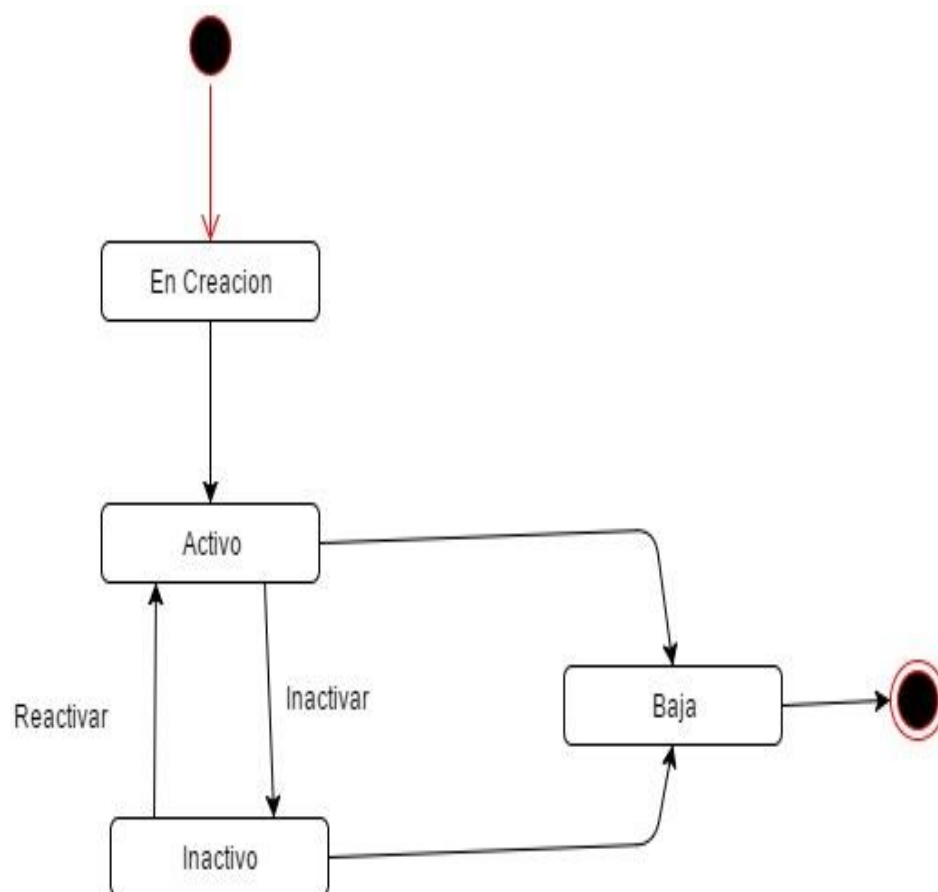 En Creacion
Activo
Inactivar
Reactivar
Baja
Inactivo